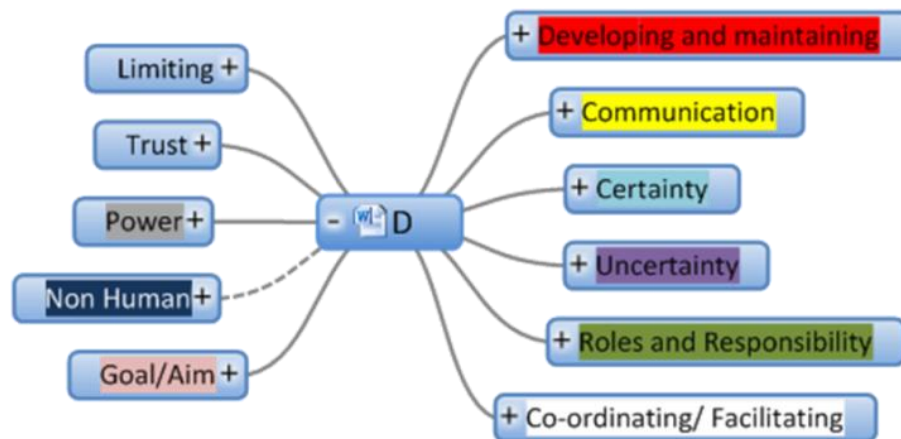 Limiting
Trust
Power
Non Human
Goal/Aim
D
Developing and maintaining
Communication
Certainty
Uncertainty
Roles and Responsibility
Co-ordinating/ Facilitating